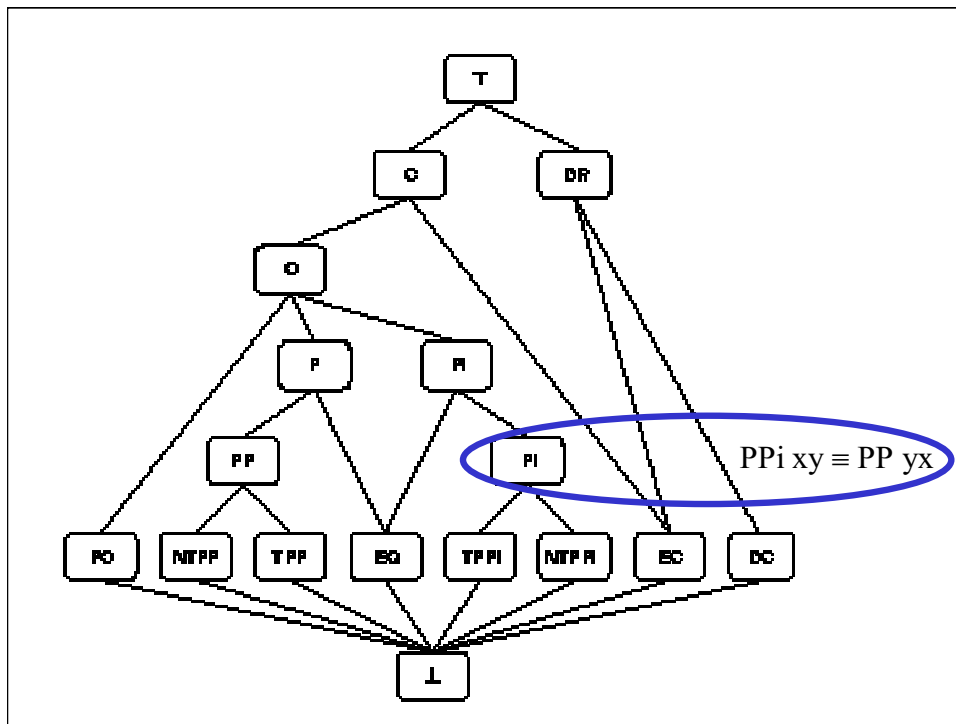 T
C DR
O
P PI
PP PI PPi xy ≡ PP yx
PO NTPP TPP EQ TPPI NTPPI EC DC
⊥